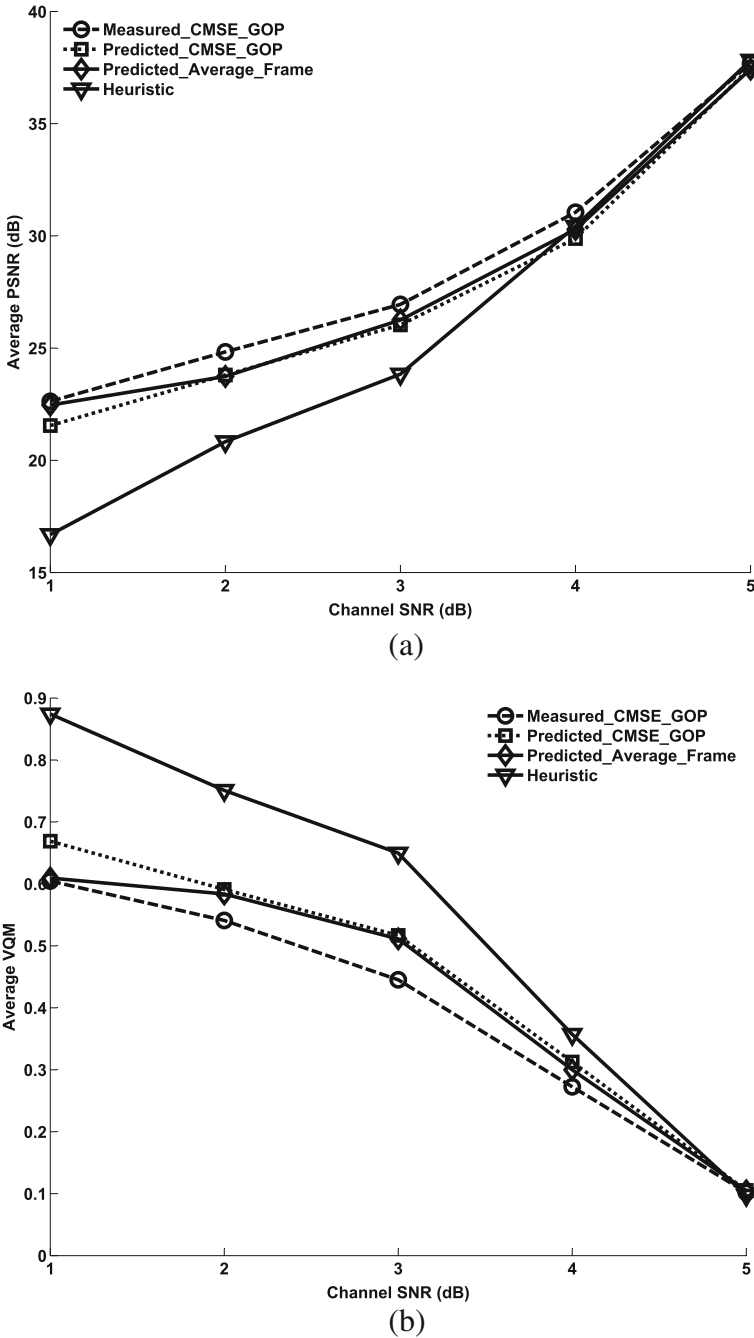 40
35
30
25
20
15
Average PSNR (dB)
Measured_CMSE_GOP
Predicted_CMSE_GOP
Predicted_Average_Frame
Heuristic
1 2 3 4 5
Channel SNR (dB)
(a)
0.9
0.8
0.7
0.6
0.5
0.4
0.3
0.2
0.1
0
Average VQM
Measured_CMSE_GOP
Predicted_CMSE_GOP
Predicted_Average_Frame
Heuristic
1 2 3 4 5
Channel SNR (dB)
(b)